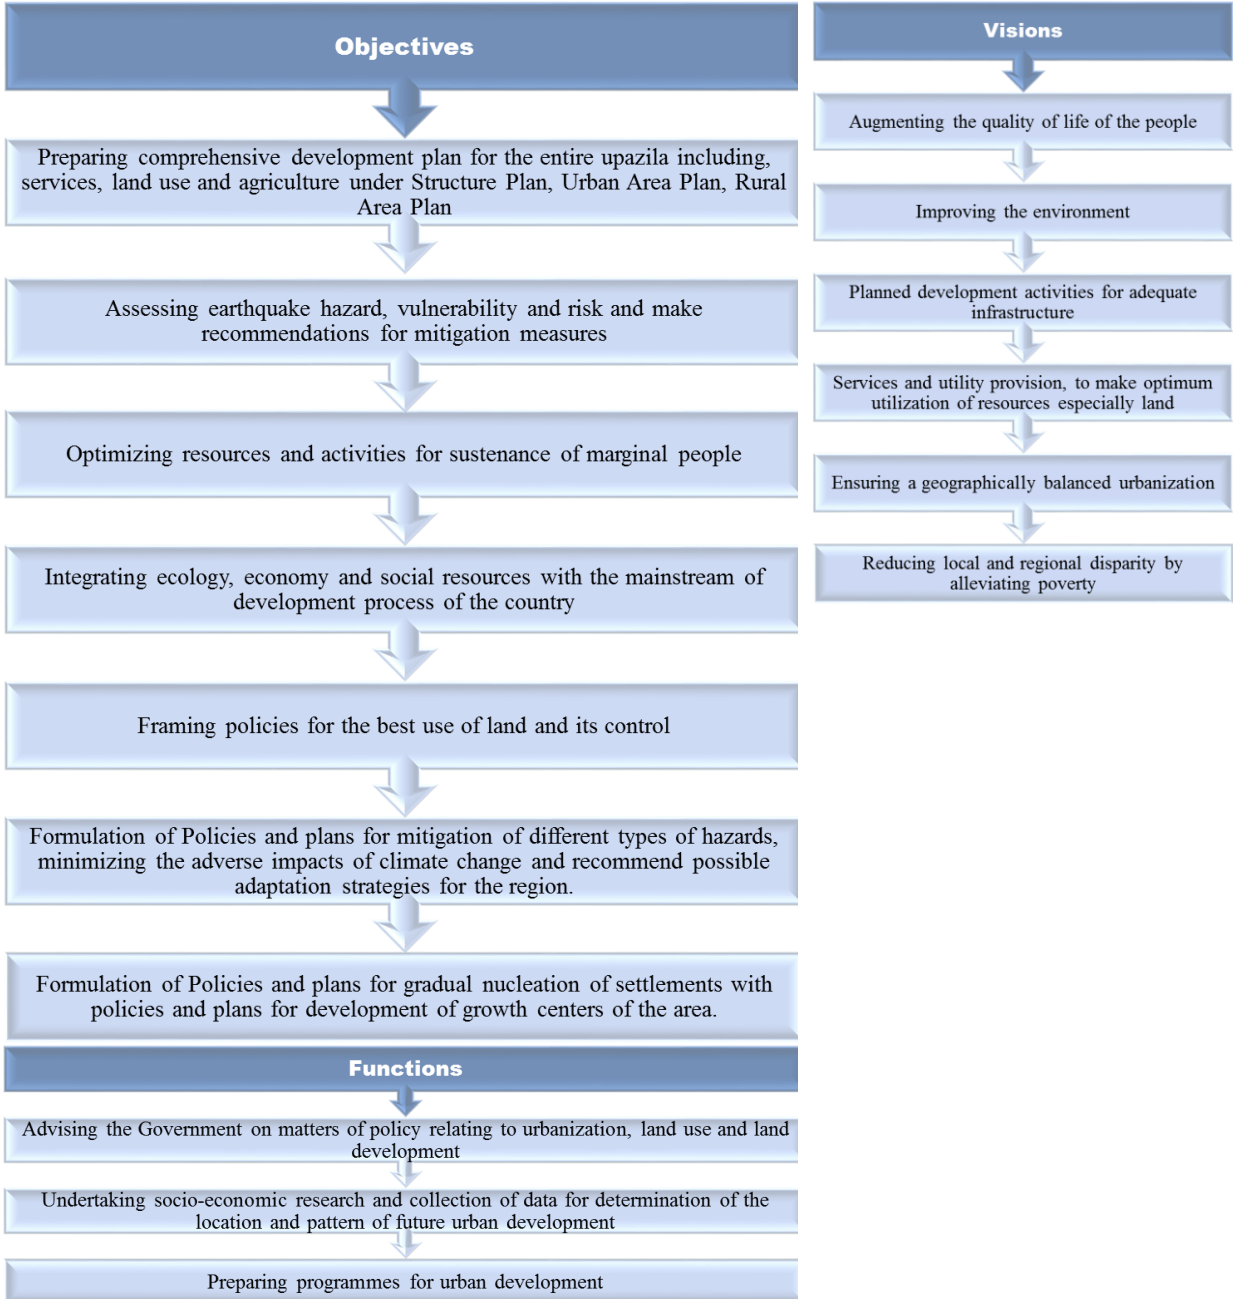 Objectives
Preparing comprehensive development plan for the entire upazila including,
services, land use and agriculture under Structure Plan, Urban Area Plan, Rural
Area Plan
Assessing earthquake hazard, vulnerability and risk and make
recommendations for mitigation measures
Optimizing resources and activities for sustenance of marginal people
Integrating ecology, economy and social resources with the mainstream of
development process of the country
Framing policies for the best use of land and its control
Formulation of Policies and plans for mitigation of different types of hazards,
minimizing the adverse impacts of climate change and recommend possible
adaptation strategies for the region.
Formulation of Policies and plans for gradual nucleation of settlements with
policies and plans for development of growth centers of the area.
Functions
Advising the Government on matters of policy relating to urbanization, land use and land
development
Undertaking socio-economic research and collection of data for determination of the
location and pattern of future urban development
Preparing programmes for urban development
Visions
Augmenting the quality of life of the people
Improving the environment
Planned development activities for adequate
infrastructure
Services and utility provision, to make optimum
utilization of resources especially land
Ensuring a geographically balanced urbanization
Reducing local and regional disparity by
alleviating poverty